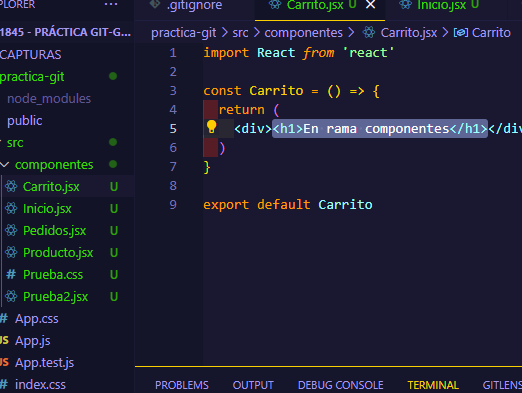 PLORER ...
1845 - PRÁCTICA GIT-G...
CAPTURAS
practica-git
node_modules
public
src
componentes
Carrito.jsx U
Inicio.jsx U
Pedidos.jsx U
Producto.jsx U
# Prueba.css U
Prueba2.jsx U
# App.css
JS App.js
JS App.test.js
# index.css
.gitignore
Carrito.jsx U X
Inicio.jsx U
practica-git > src > componentes > Carrito.jsx > Carrito
1 import React from 'react'
2
3 const Carrito = () => {
4 return (
5 <div><h1>En rama componentes</h1></div
6 )
7 }
8
9 export default Carrito
PROBLEMS OUTPUT DEBUG CONSOLE TERMINAL GITLENS